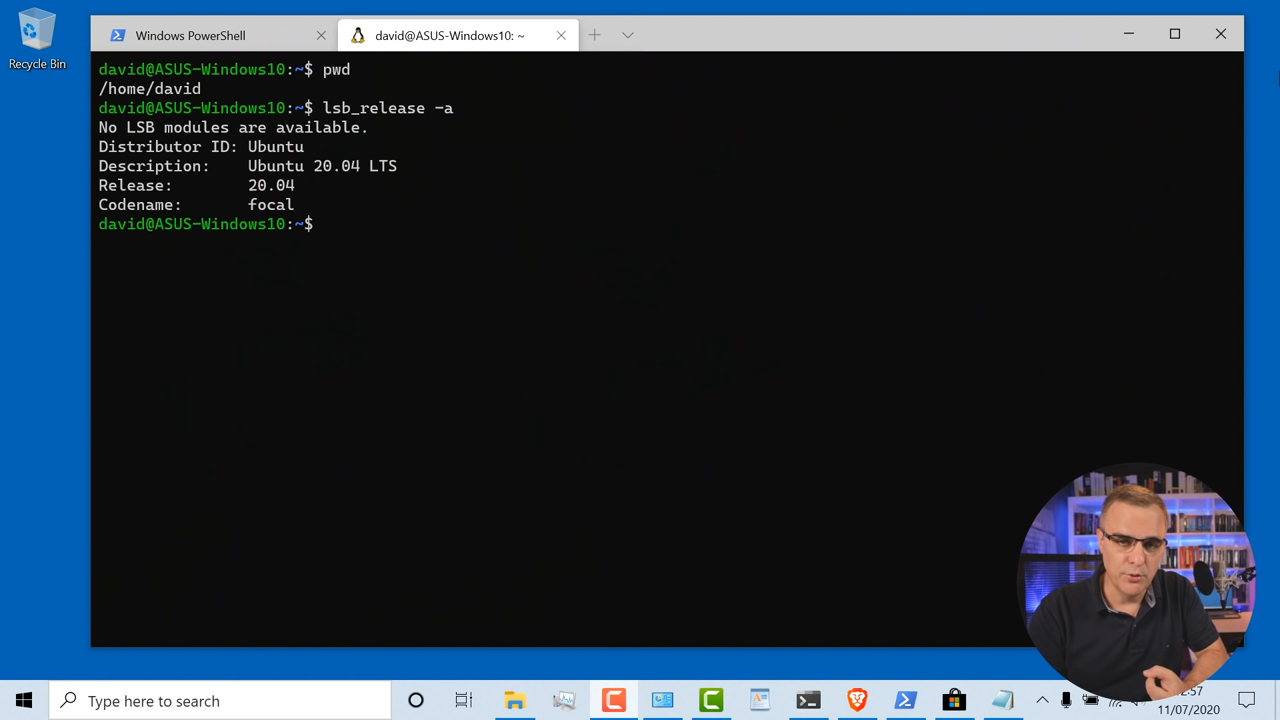 Recycle Bin
Windows PowerShell
david@ASUS-Windows10: ~
david@ASUS-Windows10:~$ pwd
/home/david
david@ASUS-Windows10:~$ lsb_release -a
No LSB modules are available.
Distributor ID: Ubuntu
Description: Ubuntu 20.04 LTS
Release: 20.04
Codename: focal
david@ASUS-Windows10:~$
Type here to search
:57
11/07/2020